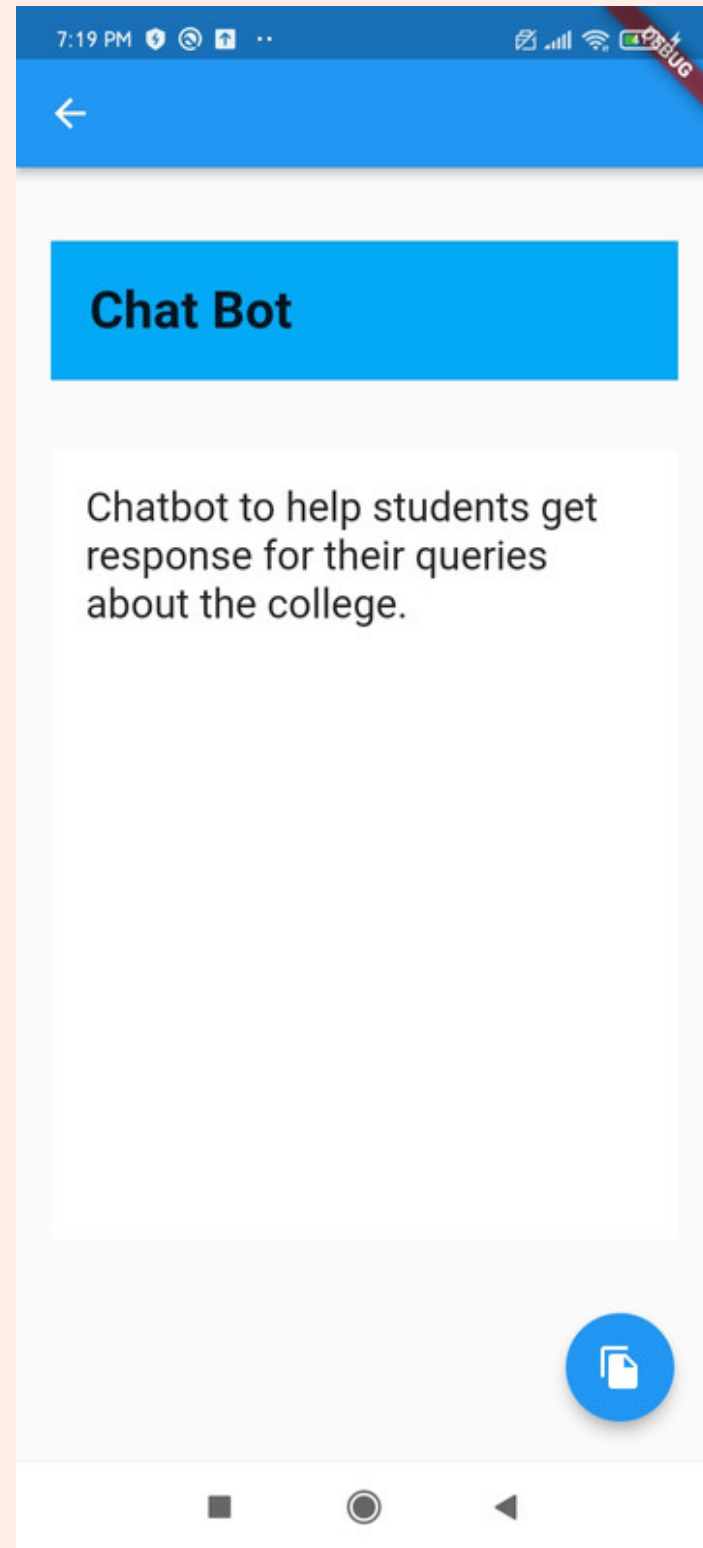 7:19 PM
DEBUG
Chat Bot
Chatbot to help students get
response for their queries
about the college.